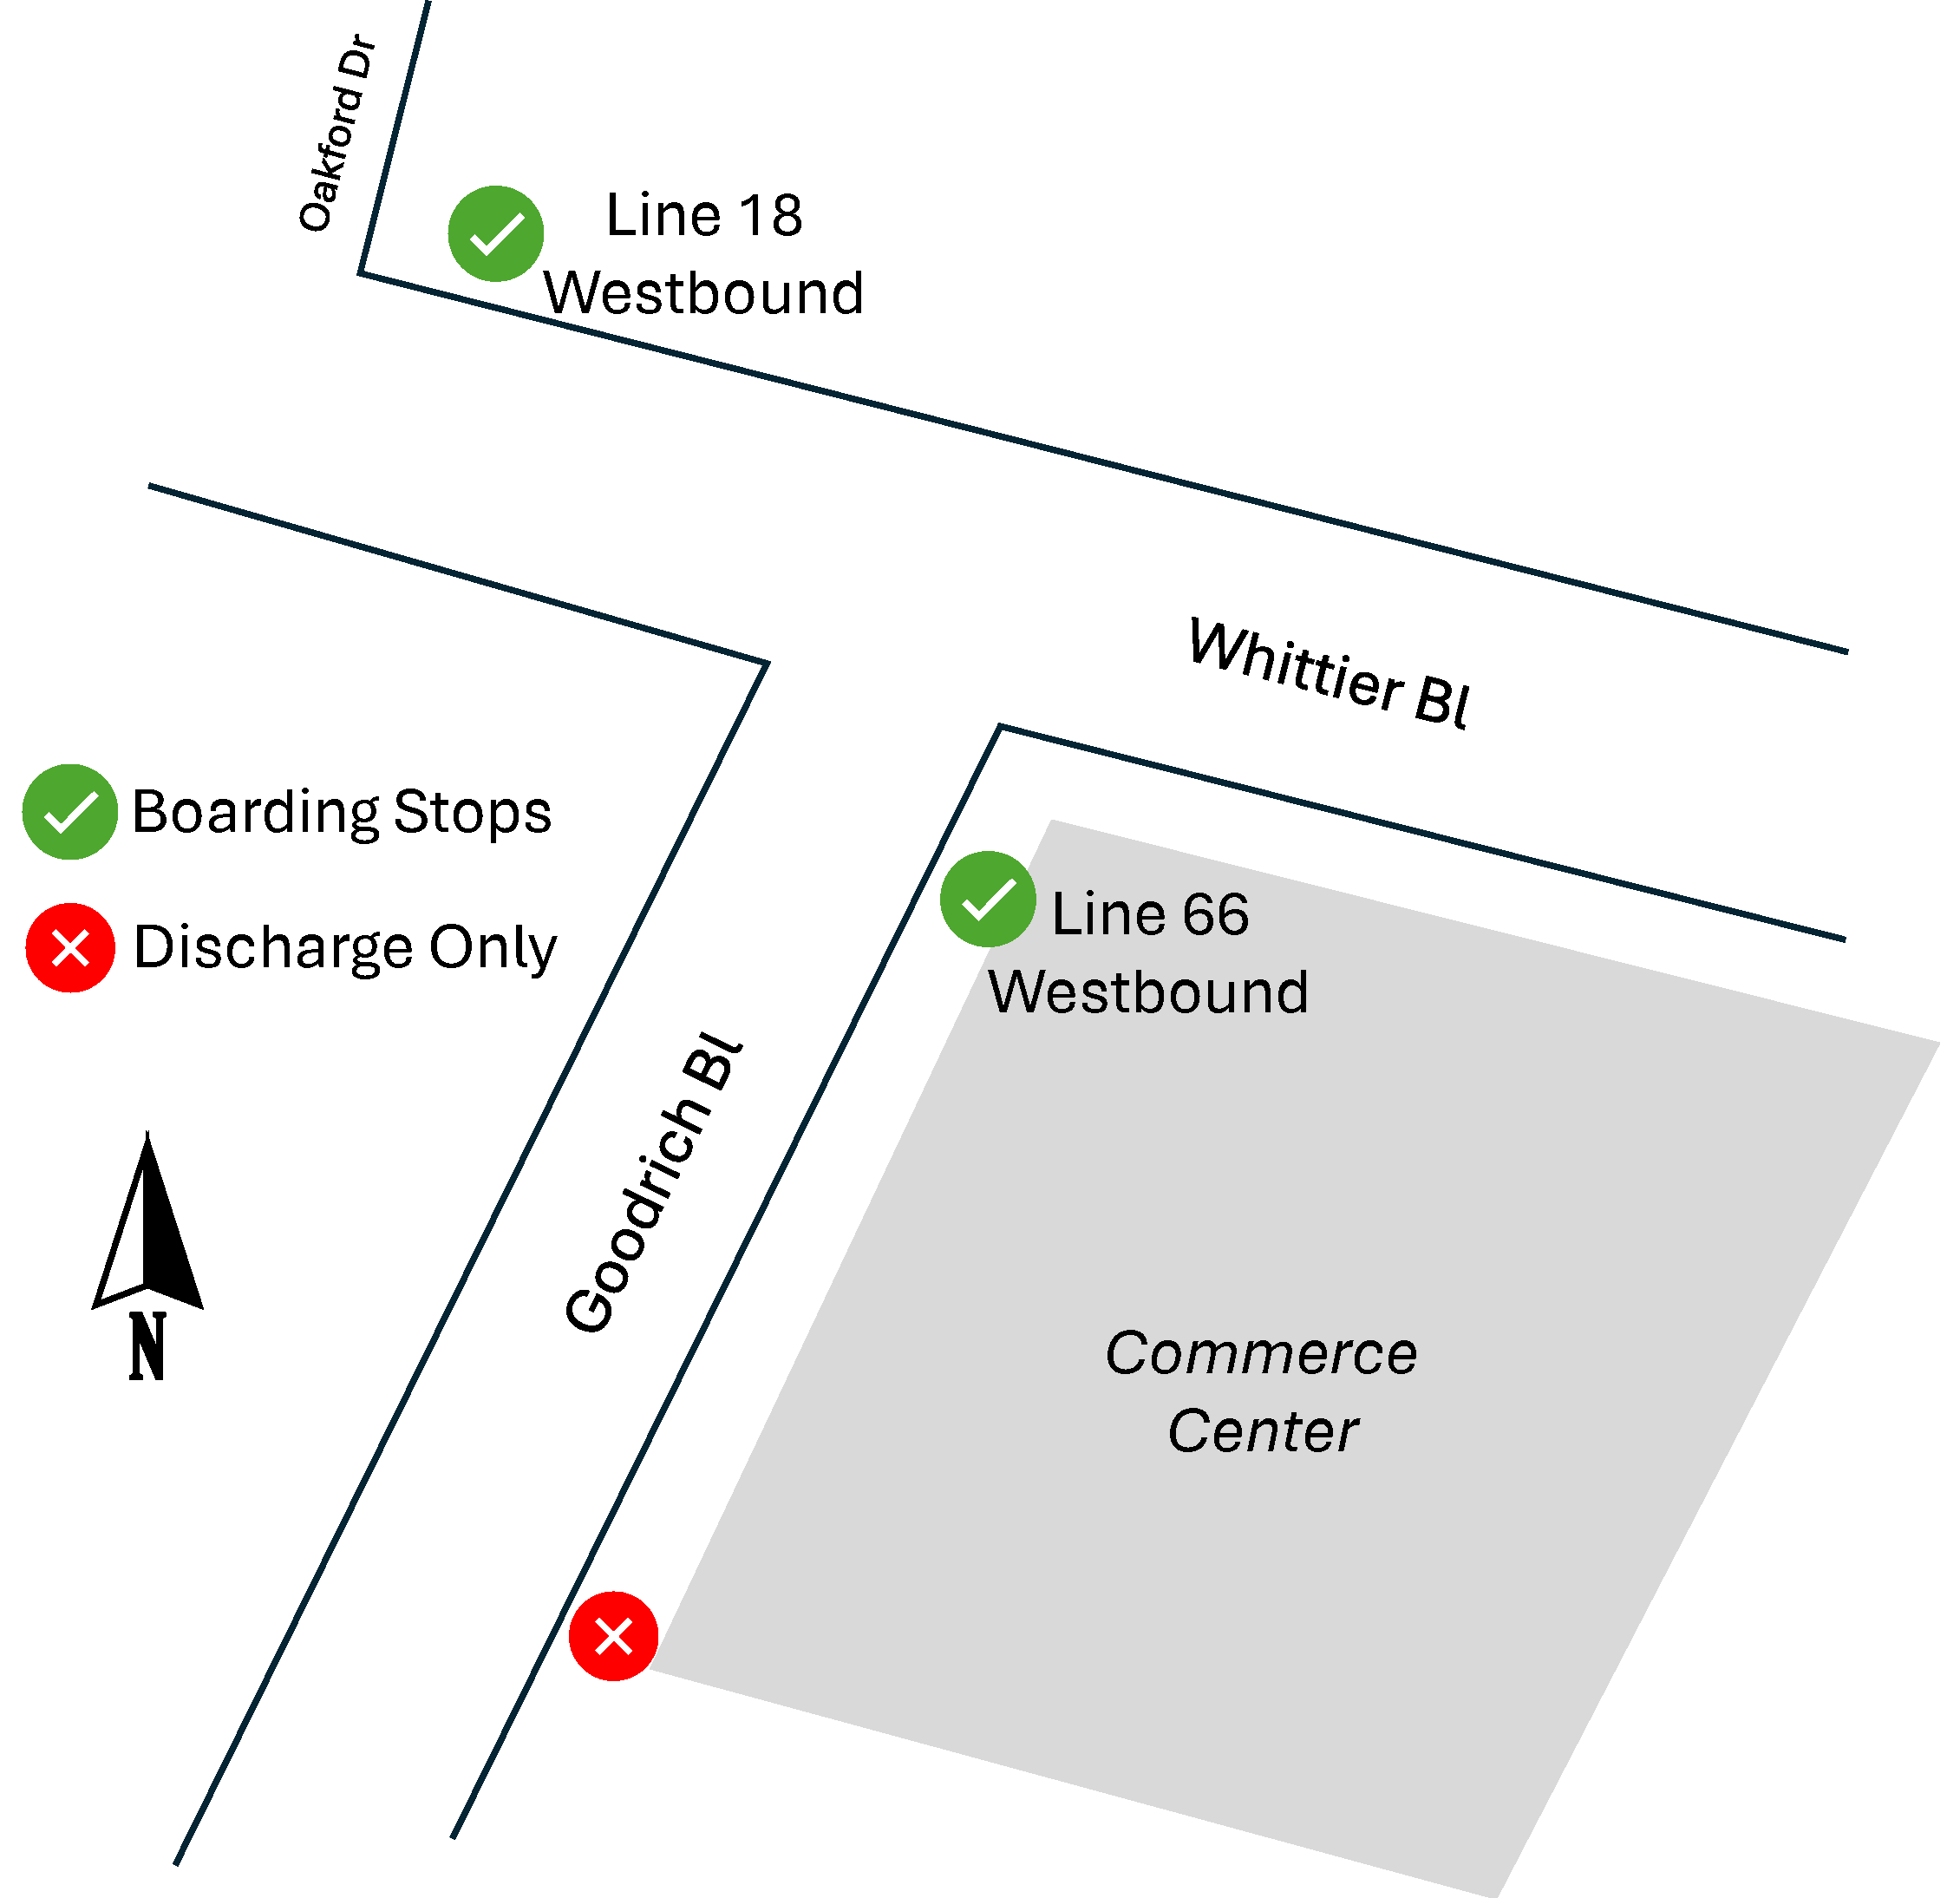 Oakford Dr
Line 18
Westbound
Whittier Bl
Boarding Stops
Discharge Only
Line 66
Westbound
Goodrich Bl
N
Commerce
Center